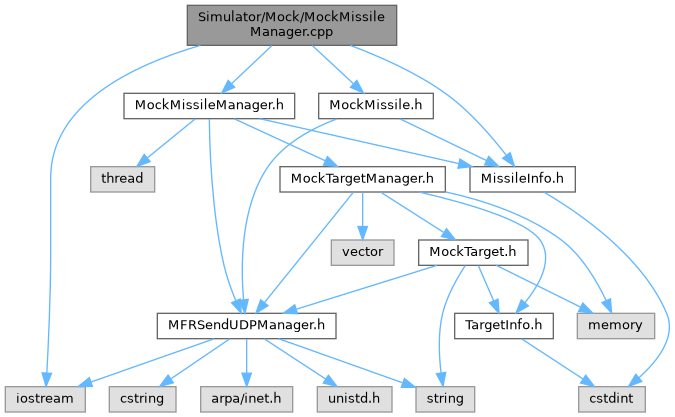 Simulator/Mock/MockMissile
Manager.cpp
MockMissileManager.h
MockMissile.h
thread
MockTargetManager.h
MissileInfo.h
vector
MockTarget.h
MFRSendUDPManager.h
TargetInfo.h
memory
iostream
cstring
arpa/inet.h
unistd.h
string
cstdint